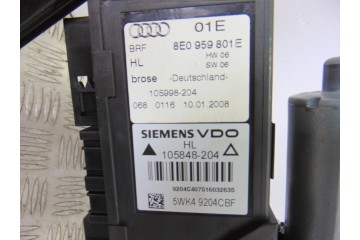 01E
BRF 8E0 959 801E
HL HW 06
SW 06
brose -Deutschland-
105998-204
068 0116 10.01.2008
SIEMENS VDO
HL
105848-204
5WK4 9204CBF